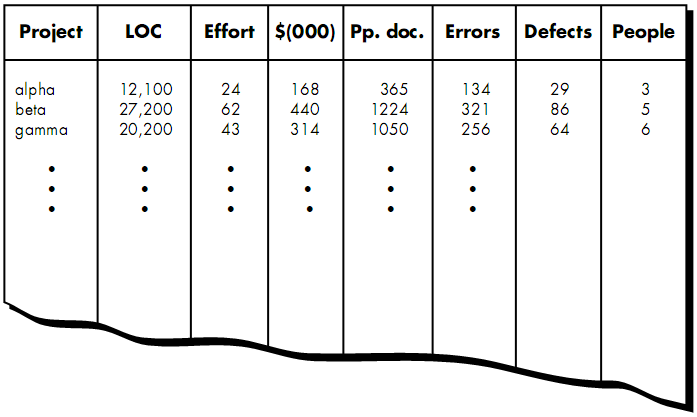 Project LOC Effort $(000) Pp. doc. Errors Defects People
alpha 12,100 24 168 365 134 29 3
beta 27,200 62 440 1224 321 86 5
gamma 20,200 43 314 1050 256 64 6